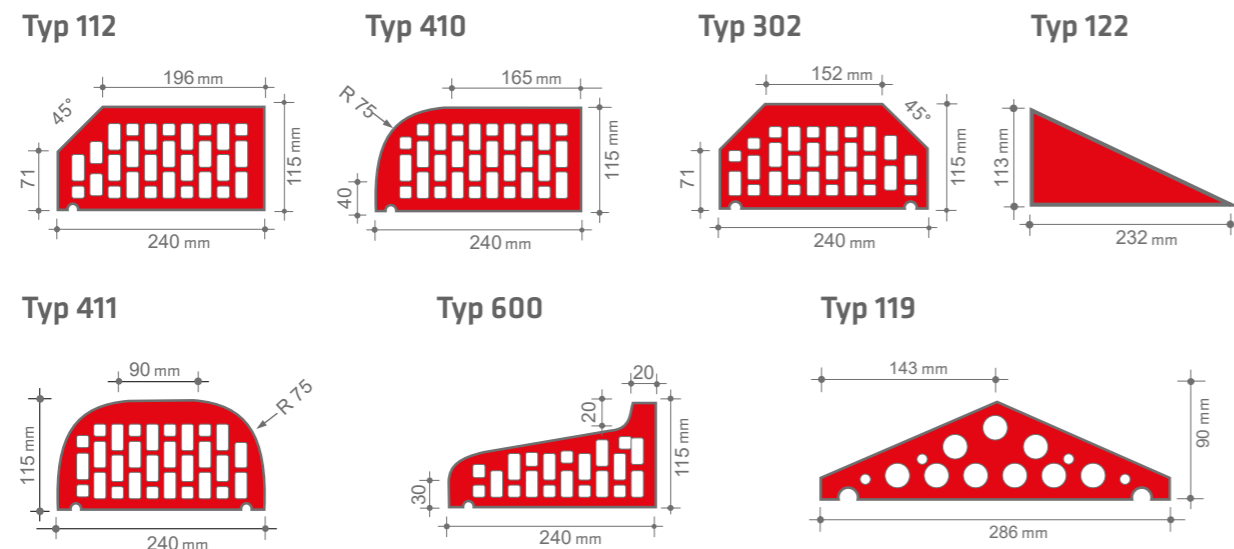 Typ 112
196 mm
45°
71
115 mm
240 mm
Typ 410
165 mm
R 75
40
115 mm
240 mm
Typ 302
152 mm
45°
71
115 mm
240 mm
Typ 122
113 mm
232 mm
Typ 411
90 mm
R 75
115 mm
240 mm
Typ 600
20
20
30
115 mm
240 mm
Typ 119
143 mm
90 mm
286 mm